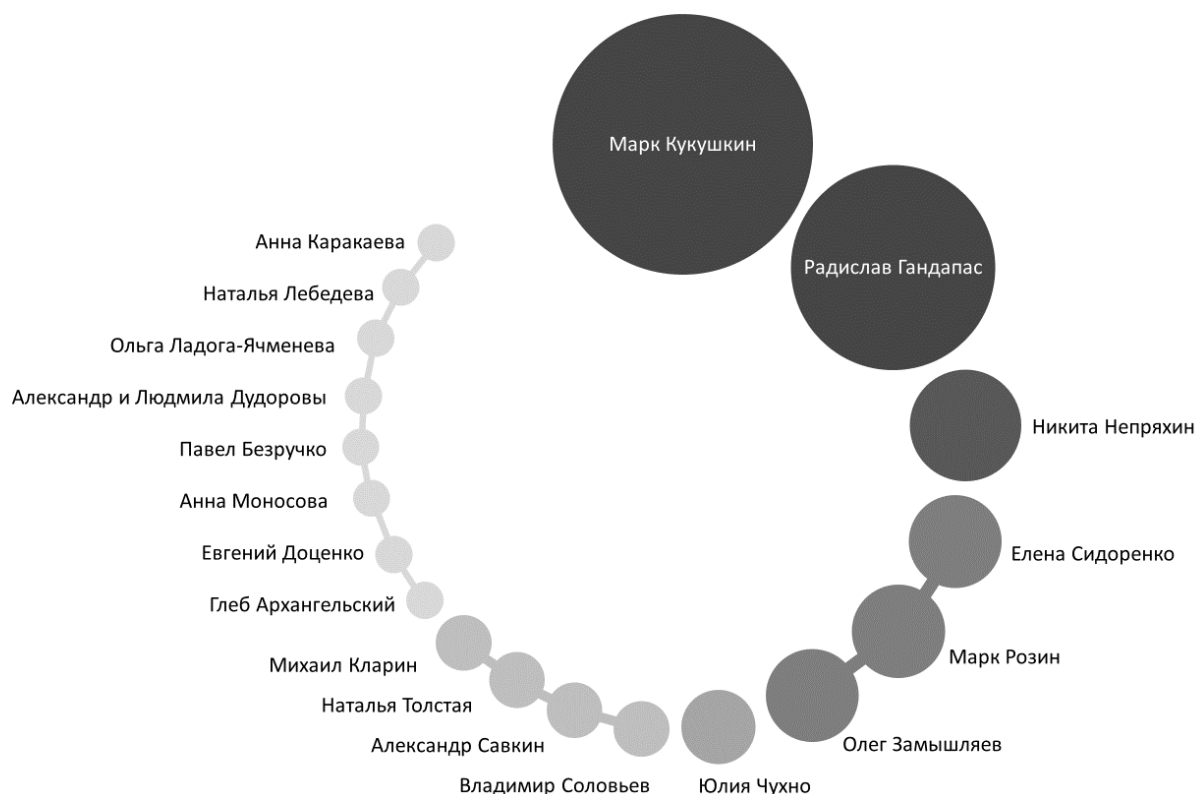 Марк Кукушкин
Радислав Гандапас
Никита Непряхин
Елена Сидоренко
Марк Розин
Олег Замышляев
Юлия Чухно
Владимир Соловьев
Александр Савкин
Наталья Толстая
Михаил Кларин
Глеб Архангельский
Евгений Доценко
Анна Моносова
Павел Безручко
Александр и Людмила Дудоровы
Ольга Ладога-Ячменева
Наталья Лебедева
Анна Каракаева